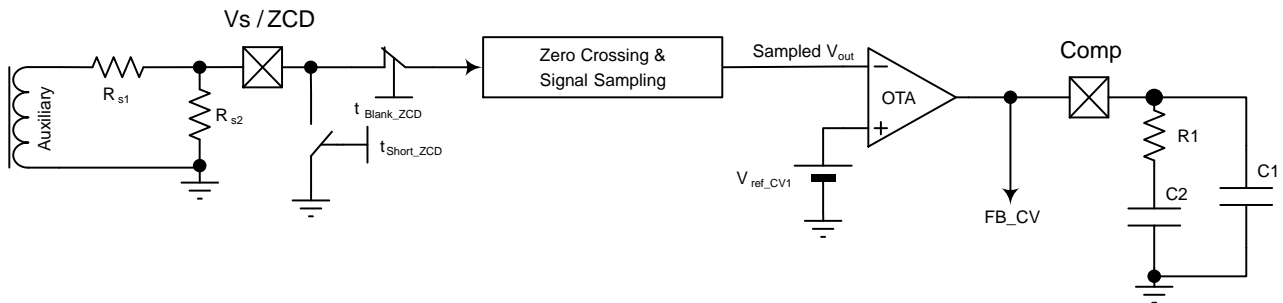 Vs / ZCD
Auxiliary
Rs1
Rs2
tBlank_ZCD
tShort_ZCD
Zero Crossing &
Signal Sampling
Sampled Vout
OTA
Vref_CV1
FB_CV
Comp
R1
C2
C1